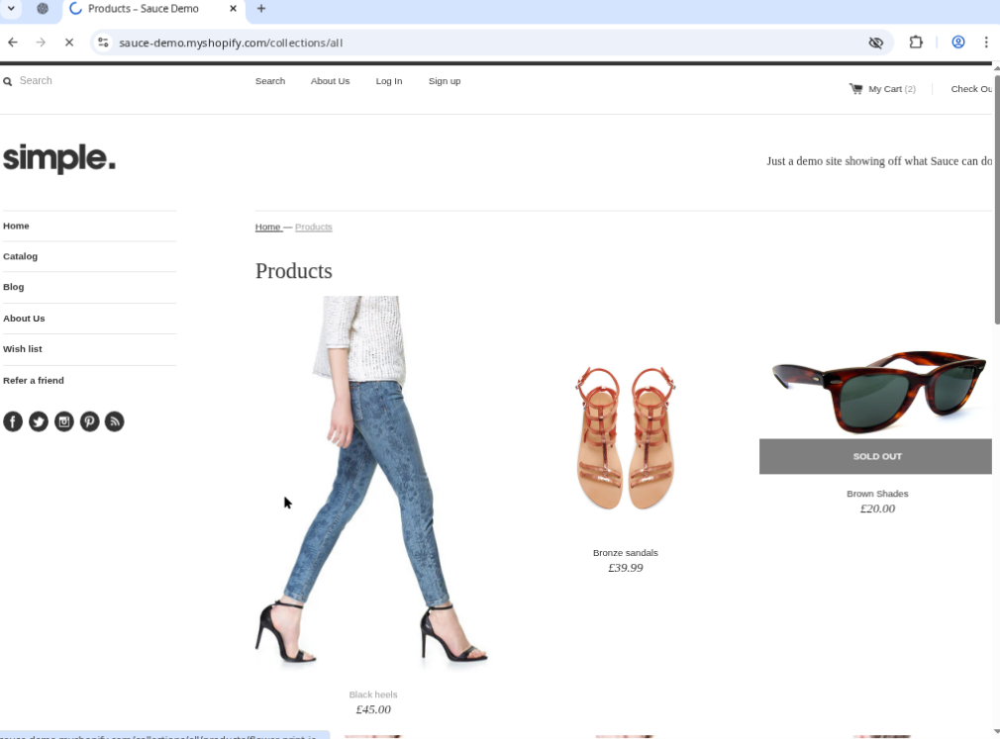 Products – Sauce Demo
sauce-demo.myshopify.com/collections/all
Search
Search About Us Log In Sign up
My Cart (2) Check Ou
simple.
Just a demo site showing off what Sauce can do
Home
Catalog
Blog
About Us
Wish list
Refer a friend
Home — Products
Products
SOLD OUT
Brown Shades
£20.00
Bronze sandals
£39.99
Black heels
£45.00